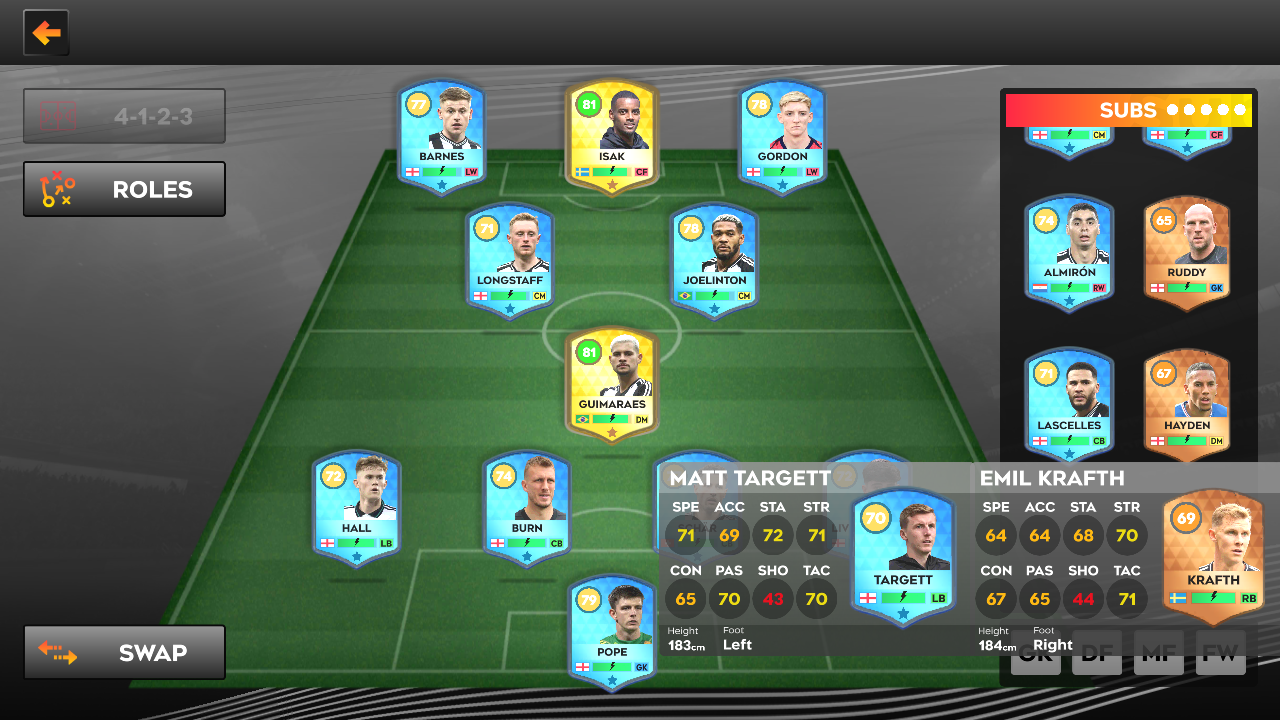 4-1-2-3
ROLES
SWAP
77
BARNES
LW
81
ISAK
CF
78
GORDON
LW
71
LONGSTAFF
CM
78
JOELINTON
CM
81
GUIMARAES
DM
72
HALL
LB
74
BURN
CB
79
POPE
GK
SUBS
CM
CF
74
ALMIRÓN
RW
65
RUDDY
GK
71
LASCELLES
CB
67
HAYDEN
DM
MATT TARGETT
SPE ACC STA STR
71 69 72 71
CON PAS SHO TAC
65 70 43 70
Height Foot
183cm Left
70
TARGETT
LB
EMIL KRAFTH
SPE ACC STA STR
64 64 68 70
CON PAS SHO TAC
67 65 44 71
Height Foot
184cm Right
69
KRAFTH
RB
GK DF MF FW